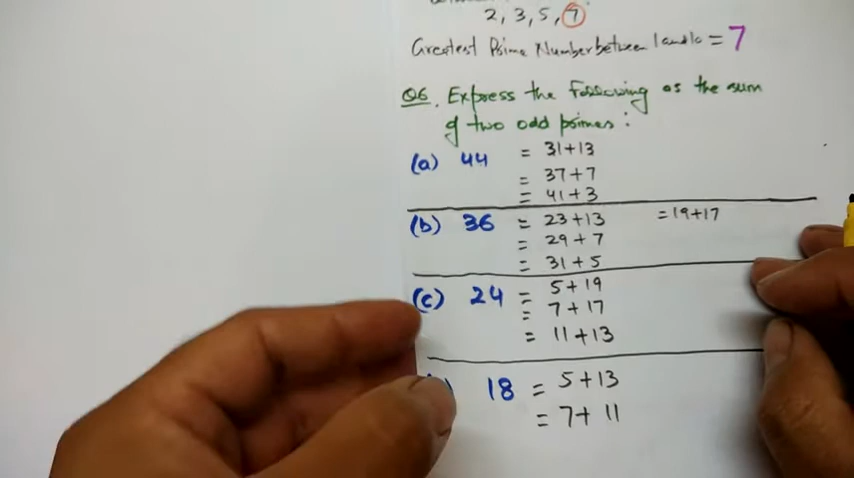 2, 3, 5, 7
Greatest Prime Number between 1 and 10 = 7
Q6. Express the following as the sum
of two odd primes:
(a) 44 = 31+13
= 37+7
= 41+3
(b) 36 = 23+13 = 19+17
= 29+7
= 31+5
(c) 24 = 5+19
= 7+17
= 11+13
18 = 5+13
= 7+11